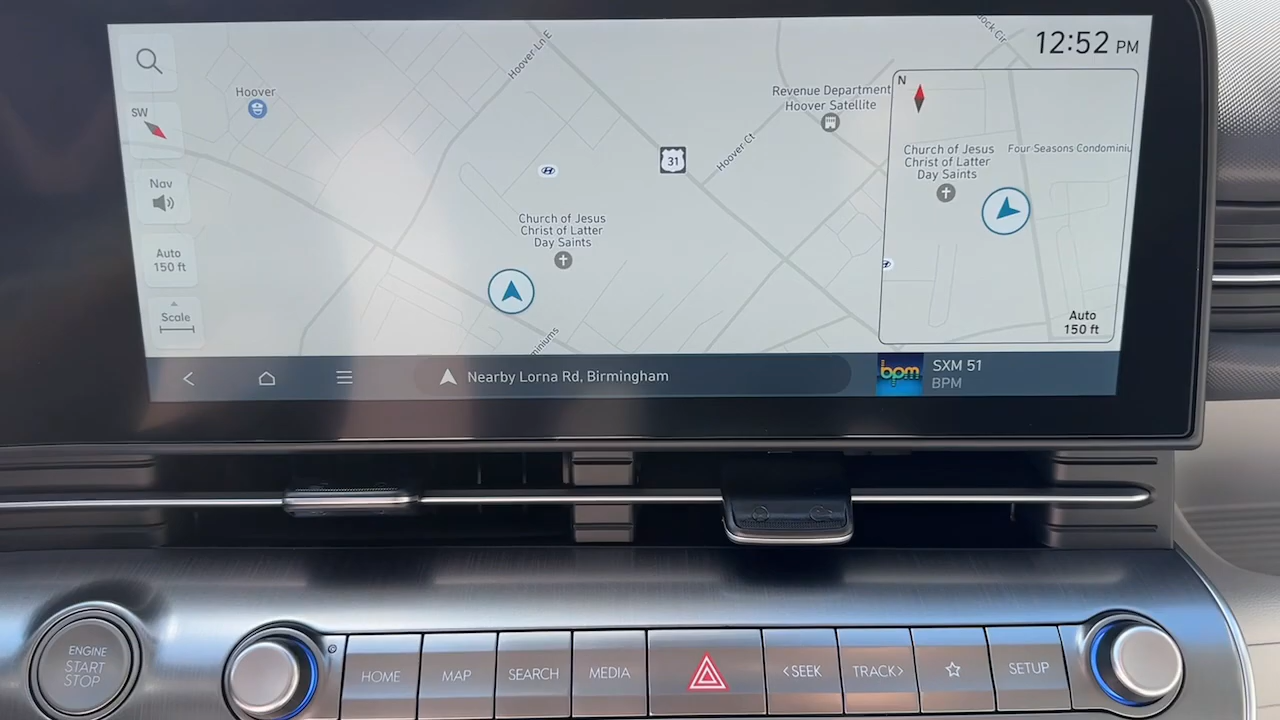 12:52 PM
SW
Nav
Auto
150 ft
Scale
Hoover
Hoover Ln E
31
Hoover Ct
Revenue Department
Hoover Satellite
Church of Jesus
Christ of Latter
Day Saints
N
Church of Jesus
Christ of Latter
Day Saints
Four Seasons Condominiu
Auto
150 ft
Nearby Lorna Rd, Birmingham
bpm
SXM 51
BPM
ENGINE
START
STOP
HOME
MAP
SEARCH
MEDIA
<SEEK
TRACK>
SETUP